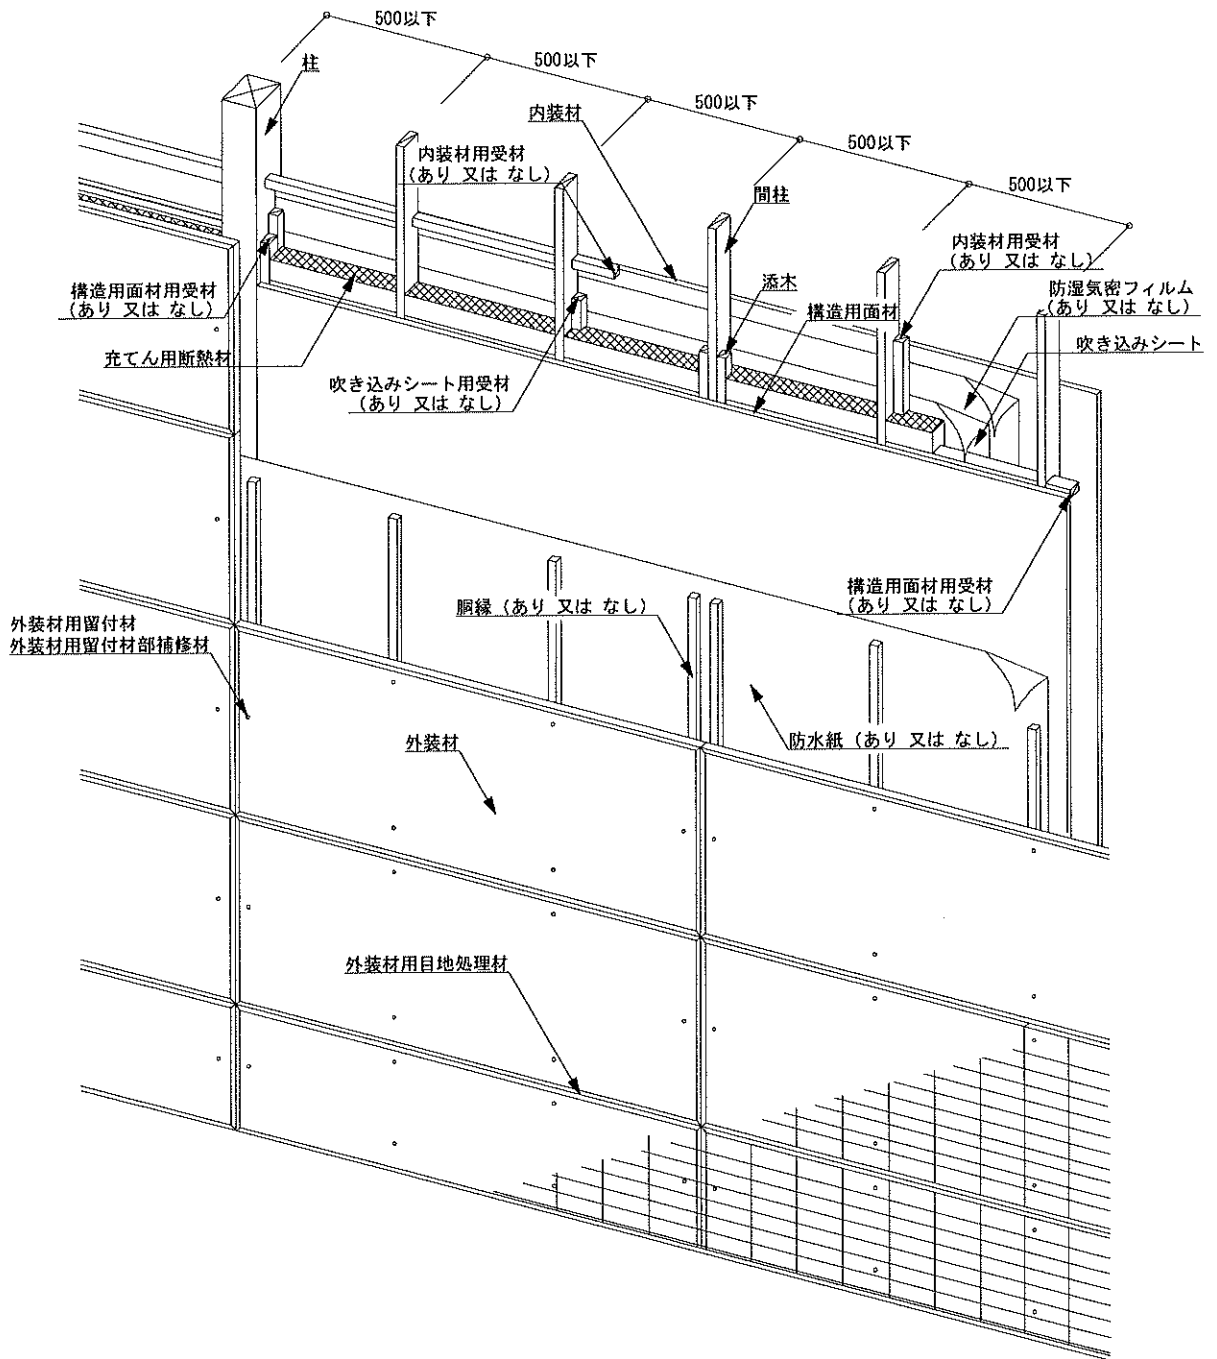 500以下
500以下
500以下
500以下
500以下
柱
内装材
内装材用受材
(あり 又は なし)
間柱
内装材用受材
(あり 又は なし)
添木
防湿気密フィルム
(あり 又は なし)
構造用面材用受材
(あり 又は なし)
構造用面材
吹き込みシート
充てん用断熱材
吹き込みシート用受材
(あり 又は なし)
構造用面材用受材
(あり 又は なし)
胴縁 (あり 又は なし)
外装材用留付材
外装材用留付材部補修材
外装材
防水紙 (あり 又は なし)
外装材用目地処理材